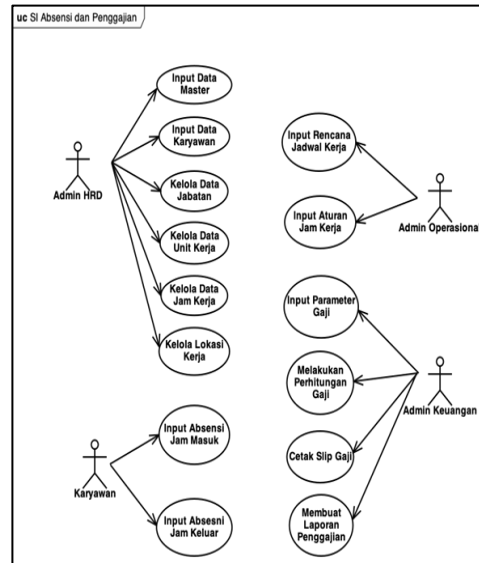 uc SI Absensi dan Penggajian
Input Data
Master
Input Data
Karyawan
Kelola Data
Jabatan
Kelola Data
Unit Kerja
Kelola Data
Jam Kerja
Kelola Lokasi
Kerja
Admin HRD
Input Absensi
Jam Masuk
Input Absesni
Jam Keluar
Karyawan
Input Rencana
Jadwal Kerja
Input Aturan
Jam Kerja
Admin Operasional
Input Parameter
Gaji
Melakukan
Perhitungan
Gaji
Cetak Slip Gaji
Membuat
Laporan
Penggajian
Admin Keuangan